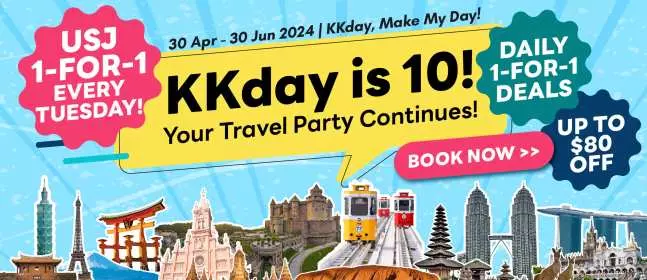 30 Apr - 30 Jun 2024 | KKday, Make My Day!
USJ
1-FOR-1
EVERY
TUESDAY!
KKday is 10!
Your Travel Party Continues!
DAILY
1-FOR-1
DEALS
UP TO
$80
OFF
BOOK NOW >>